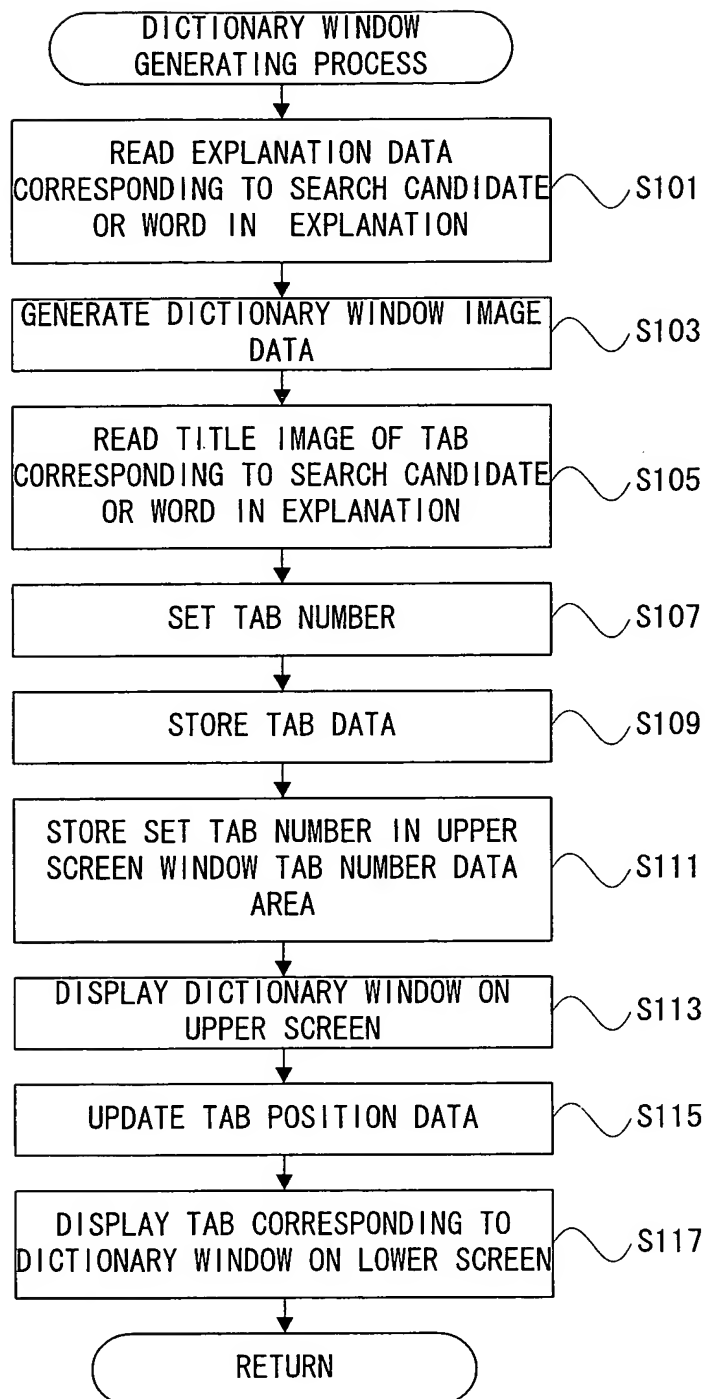 DICTIONARY WINDOW
GENERATING PROCESS
READ EXPLANATION DATA
CORRESPONDING TO SEARCH CANDIDATE
OR WORD IN EXPLANATION
S101
GENERATE DICTIONARY WINDOW IMAGE
DATA
S103
READ TITLE IMAGE OF TAB
CORRESPONDING TO SEARCH CANDIDATE
OR WORD IN EXPLANATION
S105
SET TAB NUMBER
S107
STORE TAB DATA
S109
STORE SET TAB NUMBER IN UPPER
SCREEN WINDOW TAB NUMBER DATA
AREA
S111
DISPLAY DICTIONARY WINDOW ON
UPPER SCREEN
S113
UPDATE TAB POSITION DATA
S115
DISPLAY TAB CORRESPONDING TO
DICTIONARY WINDOW ON LOWER SCREEN
S117
RETURN